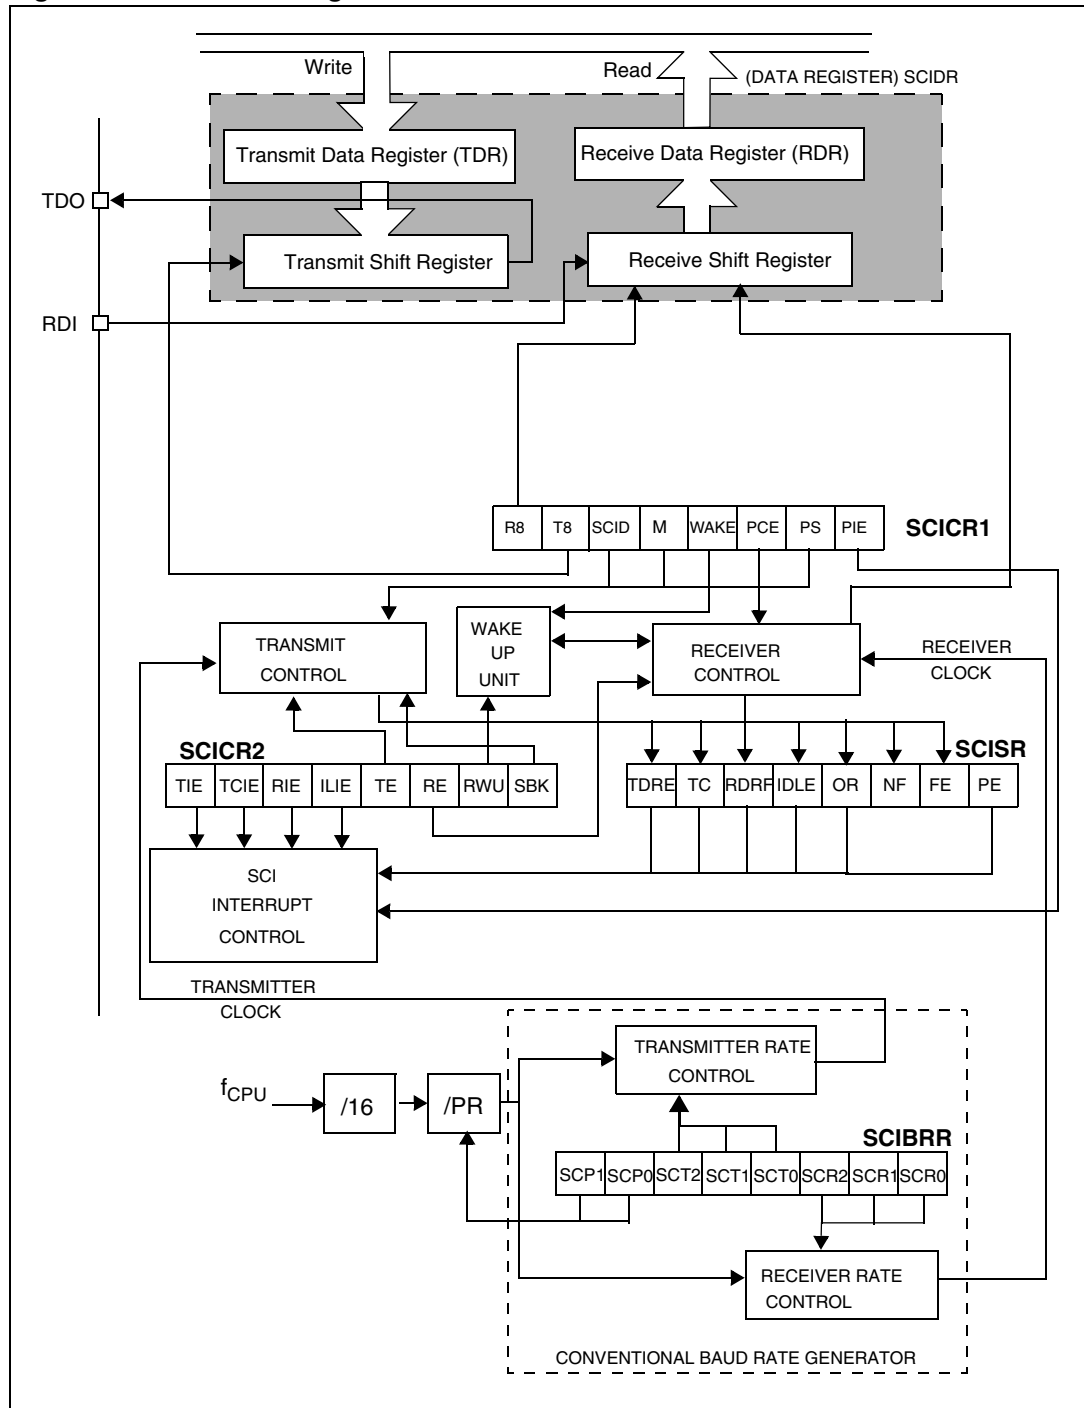 Write
Read
(DATA REGISTER) SCIDR
Transmit Data Register (TDR)
Receive Data Register (RDR)
TDO
Transmit Shift Register
Receive Shift Register
RDI
R8 T8 SCID M WAKE PCE PS PIE
SCICR1
TRANSMIT
CONTROL
WAKE
UP
UNIT
RECEIVER
CONTROL
RECEIVER
CLOCK
SCICR2
SCISR
TIE TCIE RIE ILIE TE RE RWU SBK
TDRE TC RDRF IDLE OR NF FE PE
SCI
INTERRUPT
CONTROL
TRANSMITTER
CLOCK
TRANSMITTER RATE
CONTROL
fCPU
/16
/PR
SCIBRR
SCP1 SCP0 SCT2 SCT1 SCT0 SCR2 SCR1 SCR0
RECEIVER RATE
CONTROL
CONVENTIONAL BAUD RATE GENERATOR